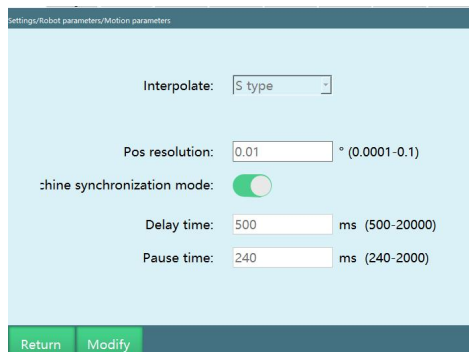 Settings/Robot parameters/Motion parameters
Interpolate: S type
Pos resolution: 0.01 ° (0.0001-0.1)
chine synchronization mode:
Delay time: 500 ms (500-20000)
Pause time: 240 ms (240-2000)
Return Modify